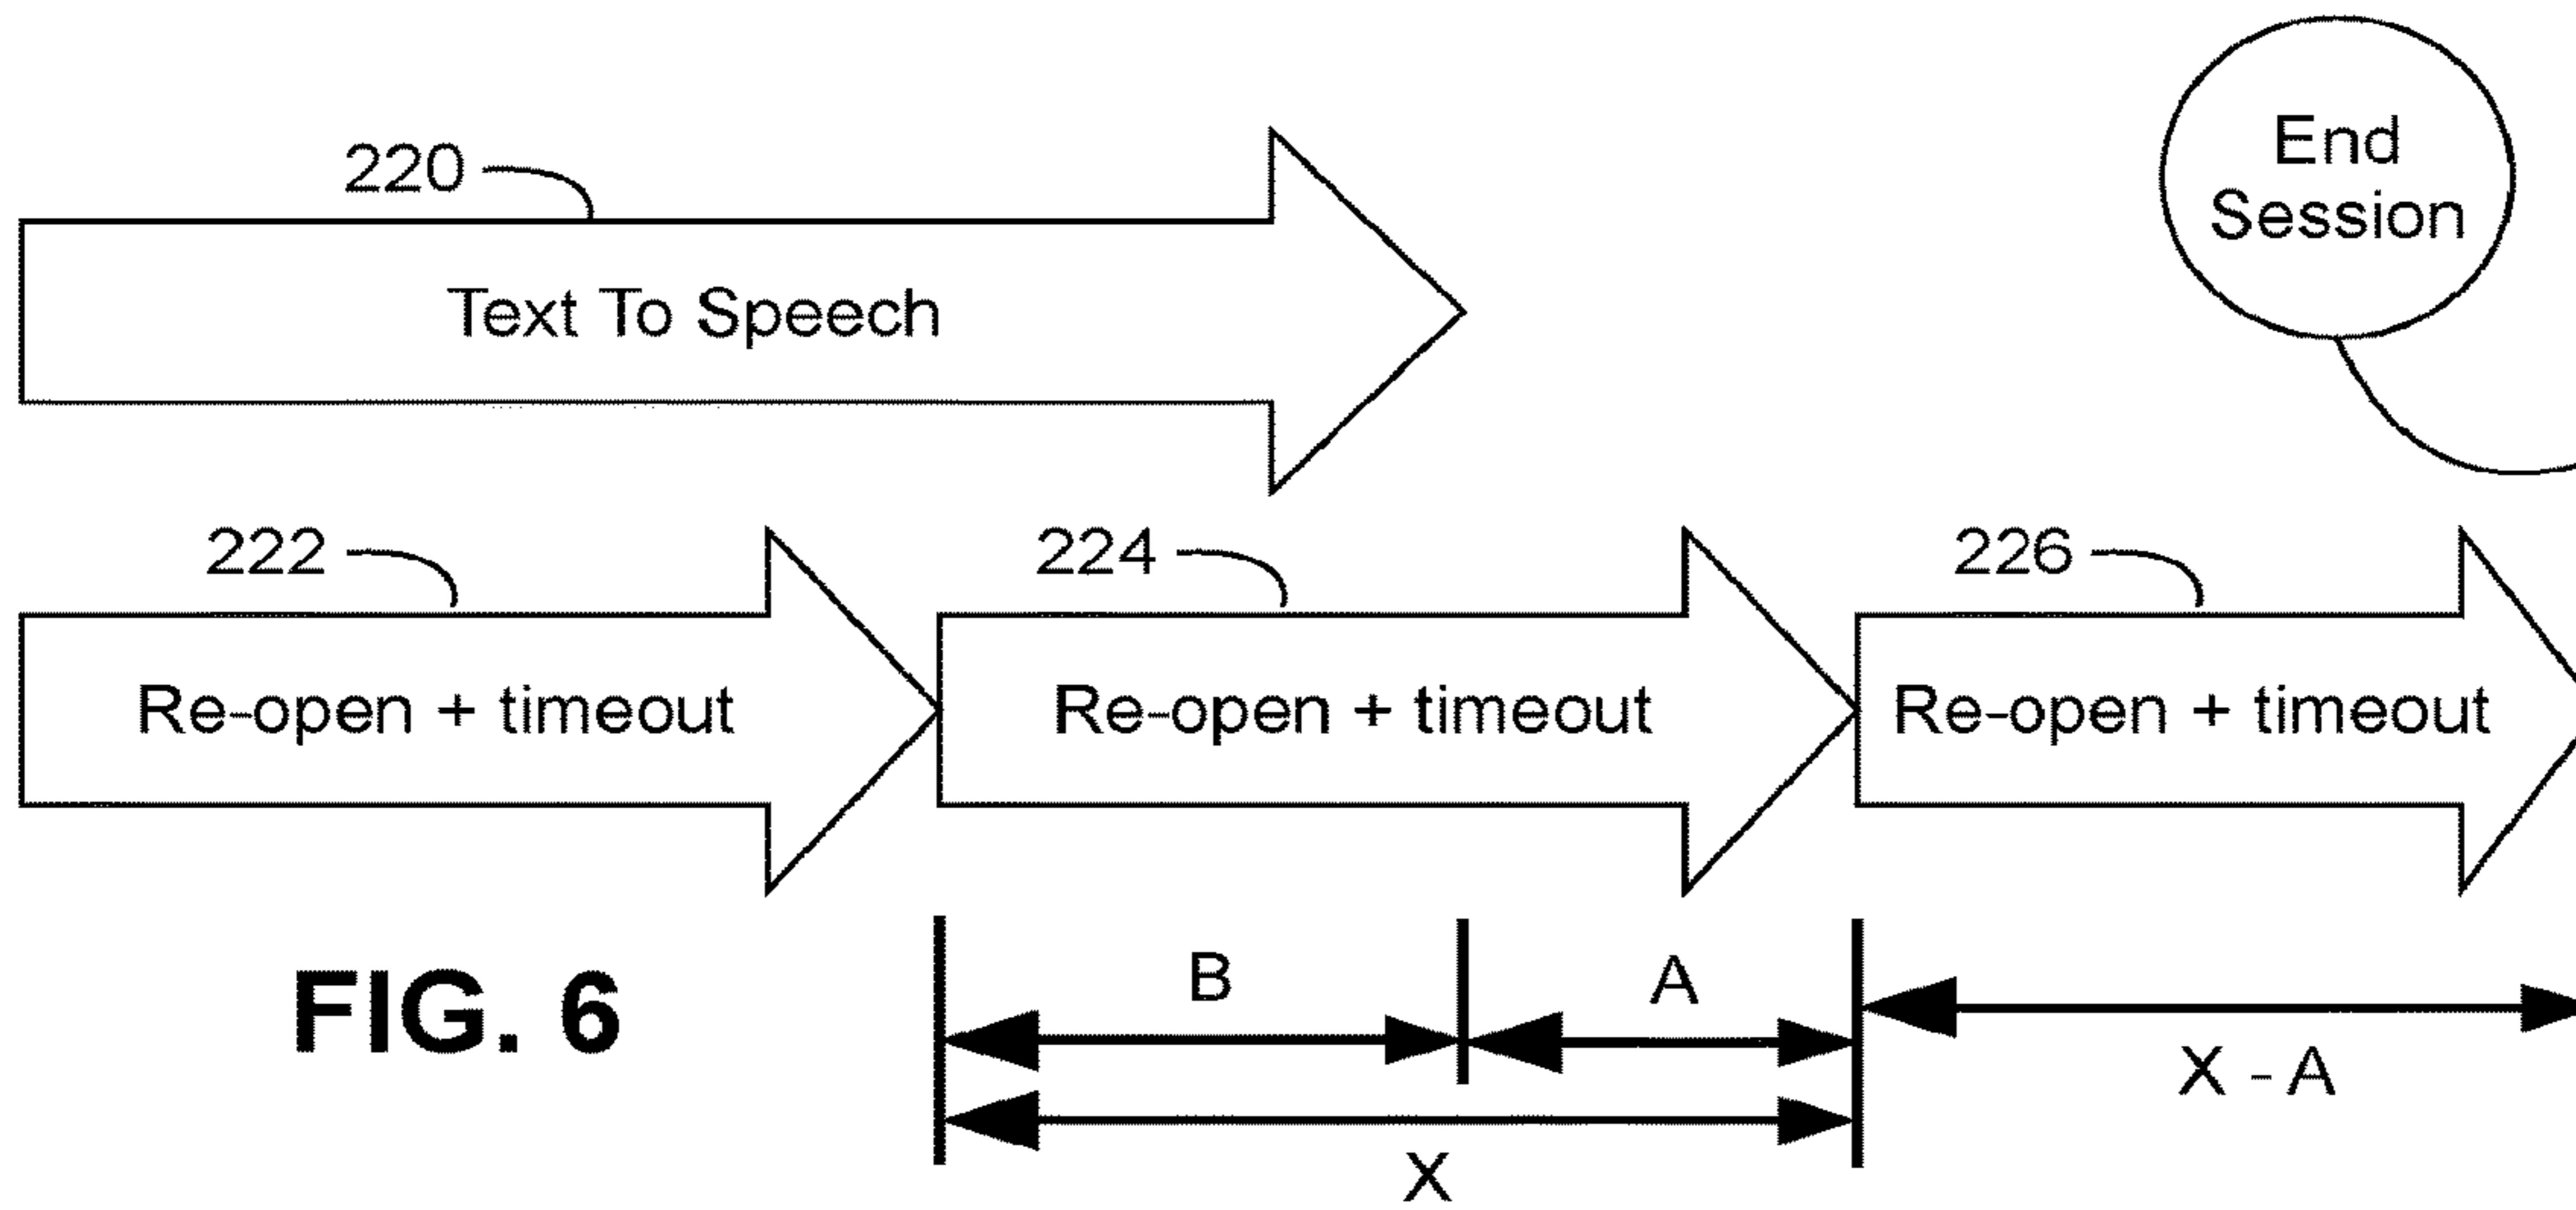 End
Session
220
Text To Speech
222
224
226
Re-open + timeout
Re-open + timeout
Re-open + timeout
FIG. 6
B
A
X - A
X